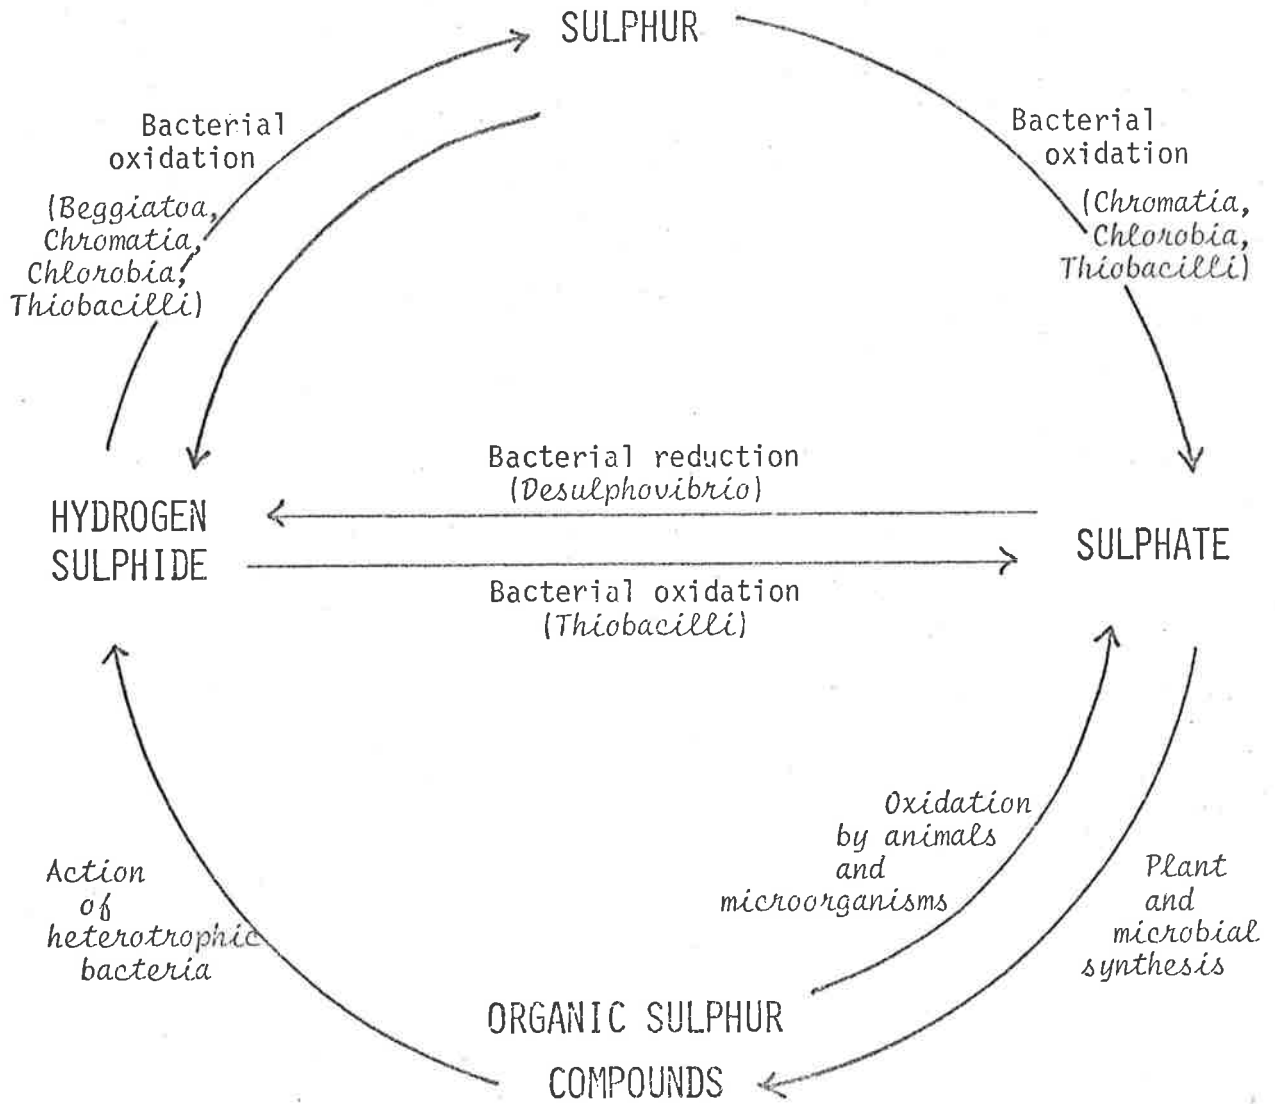 SULPHUR
Bacterial
oxidation
(Beggiatoa,
Chromatia,
Chlorobia,
Thiobacilli)
Bacterial
oxidation
(Chromatia,
Chlorobia,
Thiobacilli)
Bacterial reduction
(Desulphovibrio)
HYDROGEN
SULPHIDE
SULPHATE
Bacterial oxidation
(Thiobacilli)
Action
of
heterotrophic
bacteria
Oxidation
by animals
and
microorganisms
Plant
and
microbial
synthesis
ORGANIC SULPHUR
COMPOUNDS